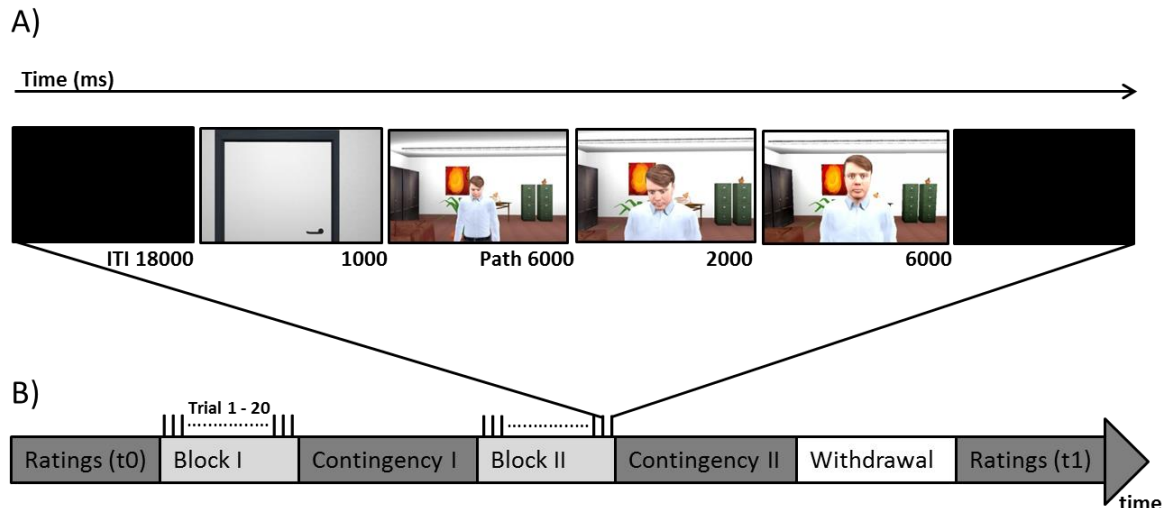 A)
Time (ms)
ITI 18000
1000
Path 6000
2000
6000
B)
Trial 1 - 20
Ratings (t0)
Block I
Contingency I
Block II
Contingency II
Withdrawal
Ratings (t1)
time